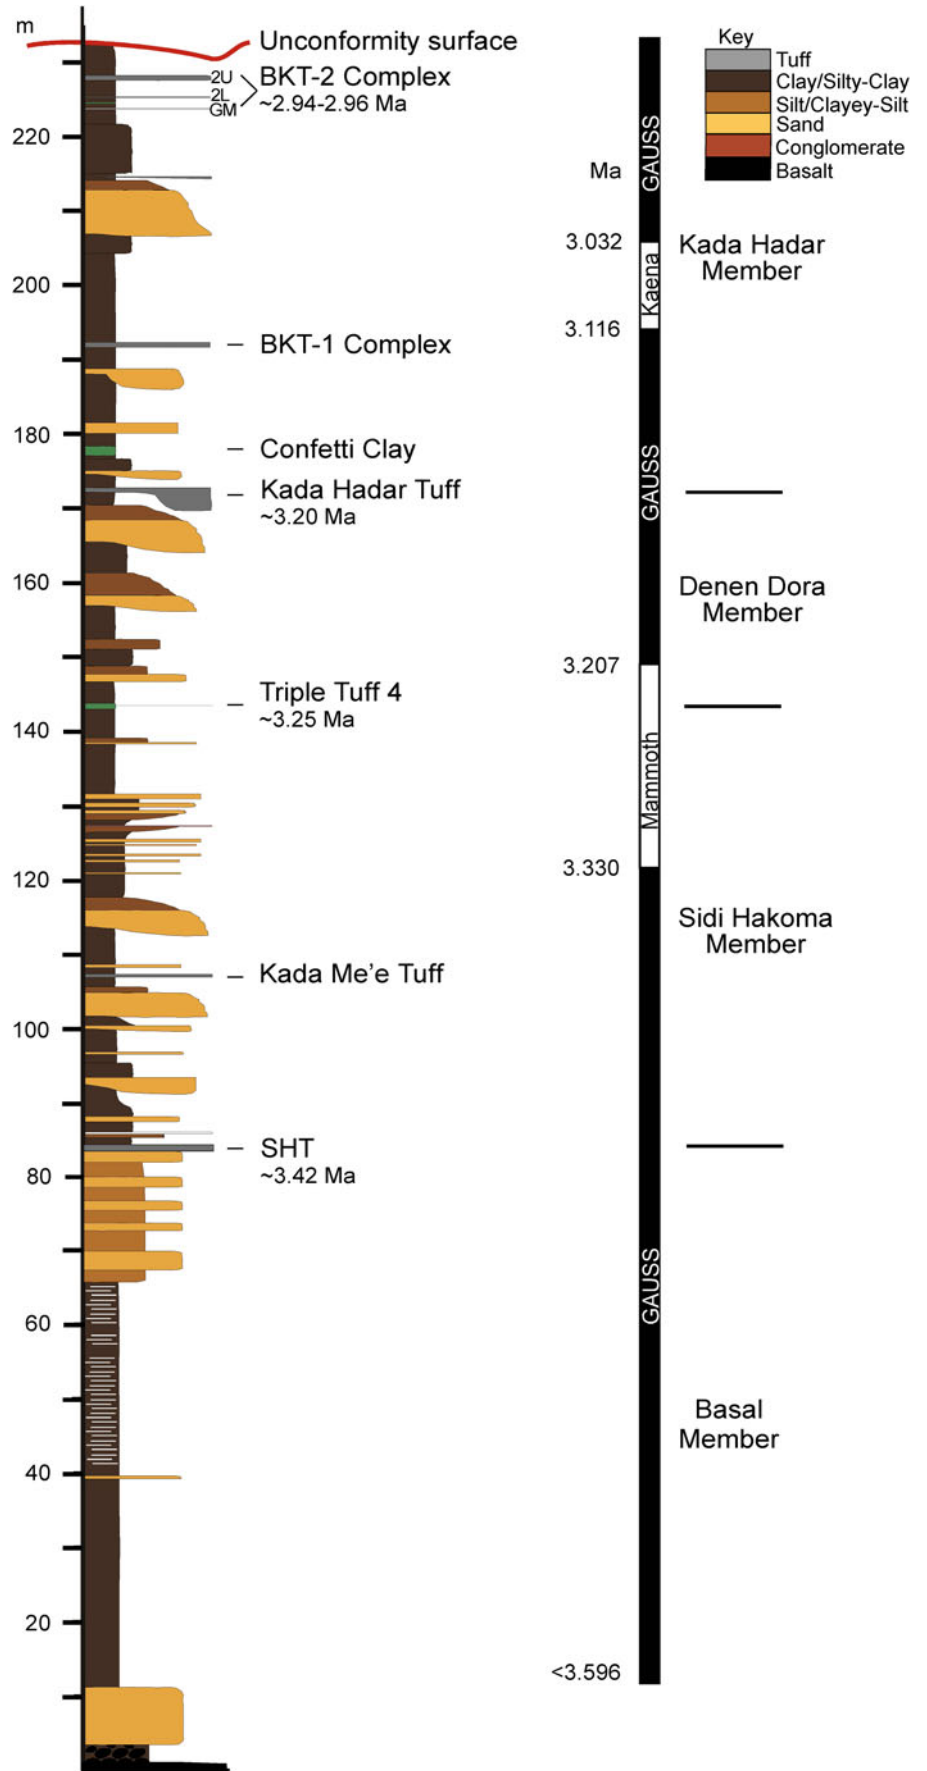 m
220
200
180
160
140
120
100
80
60
40
20
Unconformity surface
2U
2L
GM
BKT-2 Complex
~2.94-2.96 Ma
BKT-1 Complex
Confetti Clay
Kada Hadar Tuff
~3.20 Ma
Triple Tuff 4
~3.25 Ma
Kada Me’e Tuff
SHT
~3.42 Ma
Ma
3.032
3.116
3.207
3.330
<3.596
GAUSS
Kaena
GAUSS
Mammoth
GAUSS
Key
Tuff
Clay/Silty-Clay
Silt/Clayey-Silt
Sand
Conglomerate
Basalt
Kada Hadar
Member
Denen Dora
Member
Sidi Hakoma
Member
Basal
Member